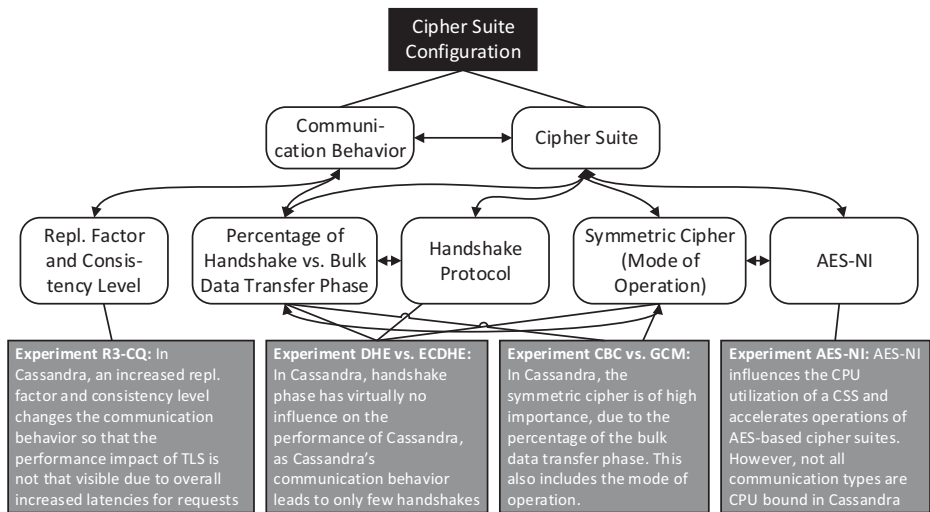 Cipher Suite
Configuration
Communi-
cation Behavior
Cipher Suite
Repl. Factor
and Consis-
tency Level
Percentage of
Handshake vs. Bulk
Data Transfer Phase
Handshake
Protocol
Symmetric Cipher
(Mode of
Operation)
AES-NI
Experiment R3-CQ: In
Cassandra, an increased repl.
factor and consistency level
changes the communication
behavior so that the
performance impact of TLS is
not that visible due to overall
increased latencies for requests
Experiment DHE vs. ECDHE:
In Cassandra, handshake
phase has virtually no
influence on the
performance of Cassandra,
as Cassandra's
communication behavior
leads to only few handshakes
Experiment CBC vs. GCM:
In Cassandra, the
symmetric cipher is of high
importance, due to the
percentage of the bulk
data transfer phase. This
also includes the mode of
operation.
Experiment AES-NI: AES-NI
influences the CPU
utilization of a CSS and
accelerates operations of
AES-based cipher suites.
However, not all
communication types are
CPU bound in Cassandra